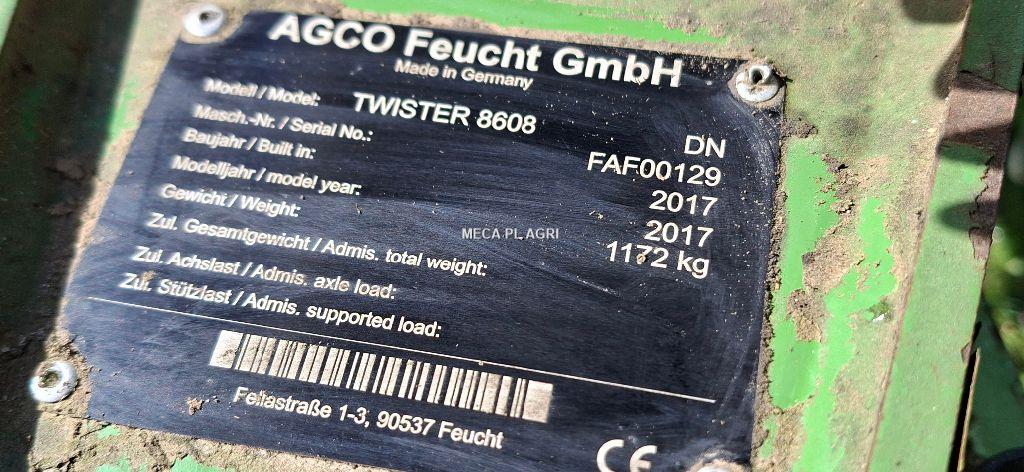 AGCO Feucht GmbH
Made in Germany
Modell / Model: TWISTER 8608 DN
Masch.-Nr. / Serial No.: FAF00129
Baujahr / Built in: 2017
Modelljahr / model year: 2017
Gewicht / Weight: 1172 kg
Zul. Gesamtgewicht / Admis. total weight:
Zul. Achslast / Admis. axle load:
Zul. Stützlast / Admis. supported load:
Fellastraße 1-3, 90537 Feucht
CE
MECA PL AGRI